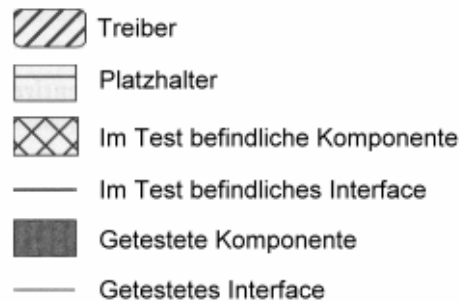 Treiber
Platzhalter
Im Test befindliche Komponente
Im Test befindliches Interface
Getestete Komponente
Getestetes Interface